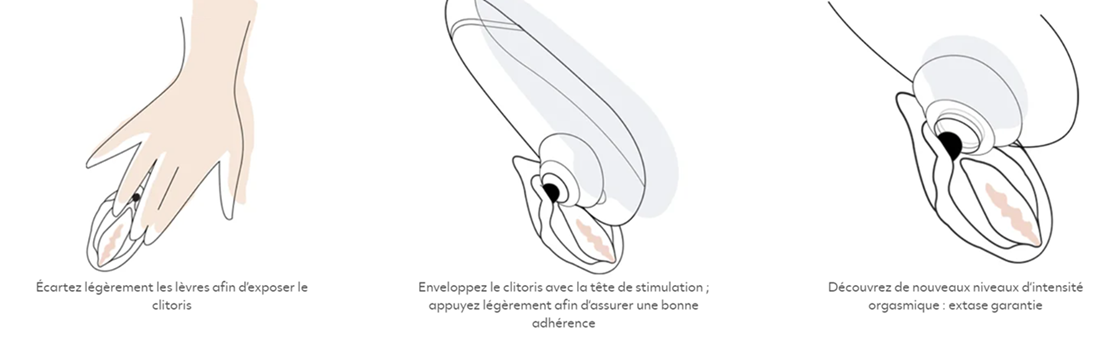 Écartez légèrement les lèvres afin d'exposer le
clitoris
Enveloppez le clitoris avec la tête de stimulation ;
appuyez légèrement afin d'assurer une bonne
adhérence
Découvrez de nouveaux niveaux d'intensité
orgasmique : extase garantie